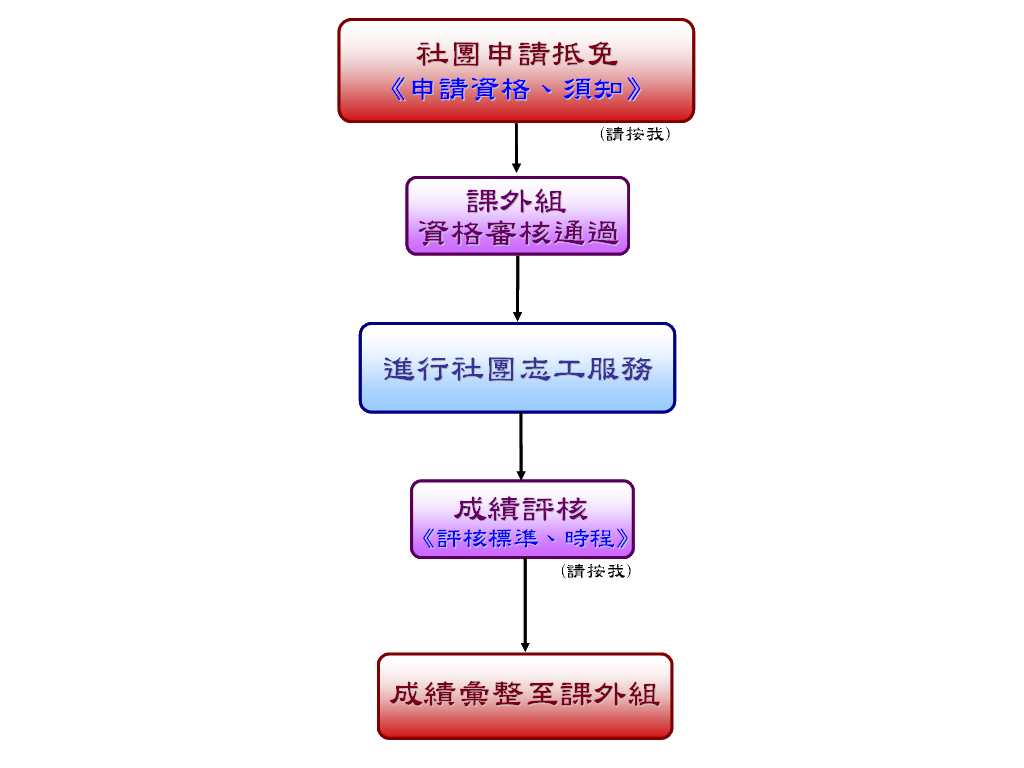 社團申請抵免
《申請資格、須知》
(請按我)
課外組
資格審核通過
進行社團志工服務
成績評核
《評核標準、時程》
(請按我)
成績彙整至課外組